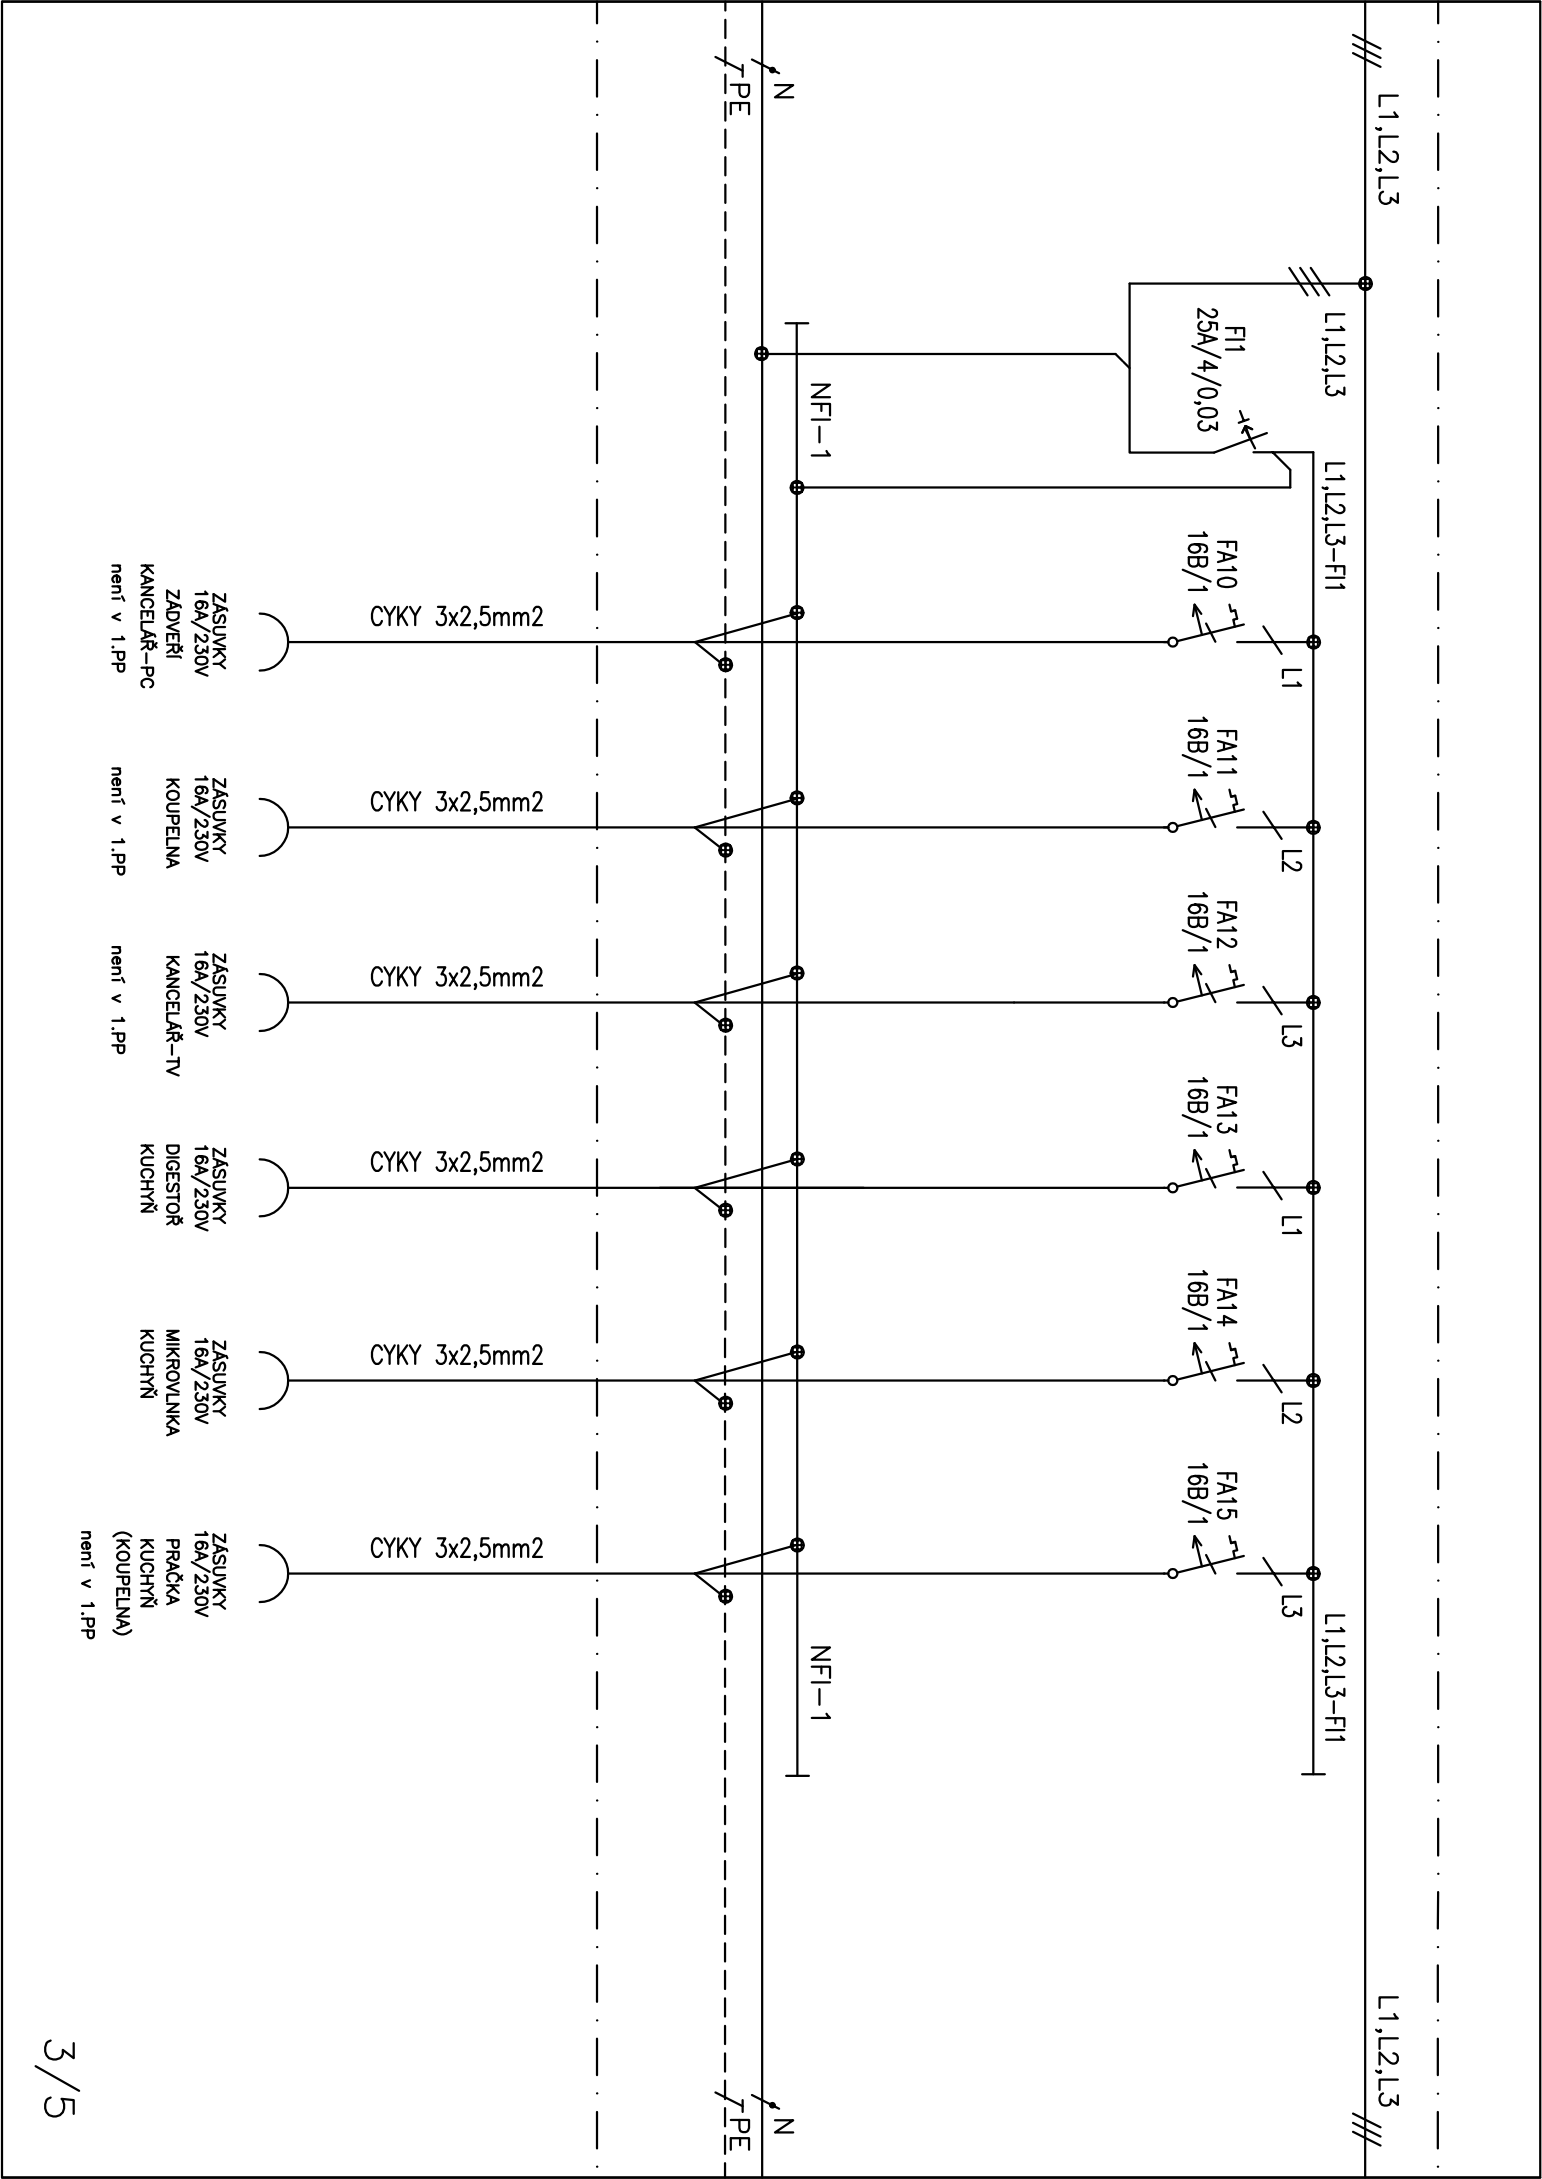 L1,L2,L3
L1,L2,L3
L1,L2,L3
L1,L2,L3-FI1
L1,L2,L3-FI1
FI1
25A/4/0,03
L1
L2
L3
L1
L2
L3
FA10
16B/1
FA11
16B/1
FA12
16B/1
FA13
16B/1
FA14
16B/1
FA15
16B/1
NFI-1
NFI-1
N
N
PE
PE
CYKY 3x2,5mm2
CYKY 3x2,5mm2
CYKY 3x2,5mm2
CYKY 3x2,5mm2
CYKY 3x2,5mm2
CYKY 3x2,5mm2
ZÁSUVKY
16A/230V
ZÁDVEŘÍ
KANCELÁŘ-PC
není v 1.PP
ZÁSUVKY
16A/230V
KOUPELNA
není v 1.PP
ZÁSUVKY
16A/230V
KANCELÁŘ-TV
není v 1.PP
ZÁSUVKY
16A/230V
DIGESTOŘ
KUCHYŇ
ZÁSUVKY
16A/230V
MIKROVLNKA
KUCHYŇ
ZÁSUVKY
16A/230V
PRAČKA
KUCHYŇ
(KOUPELNA)
není v 1.PP
3/5